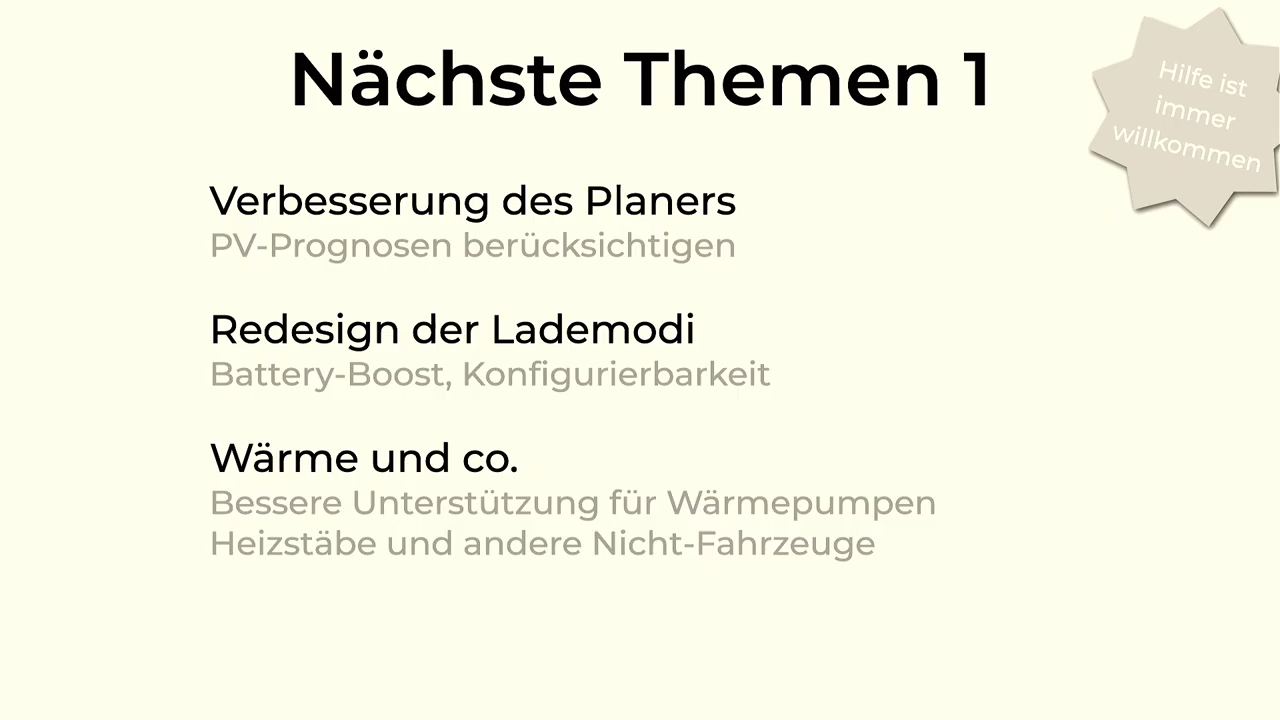 Nächste Themen 1
Hilfe ist
immer
willkommen
Verbesserung des Planers
PV-Prognosen berücksichtigen
Redesign der Lademodi
Battery-Boost, Konfigurierbarkeit
Wärme und co.
Bessere Unterstützung für Wärmepumpen
Heizstäbe und andere Nicht-Fahrzeuge